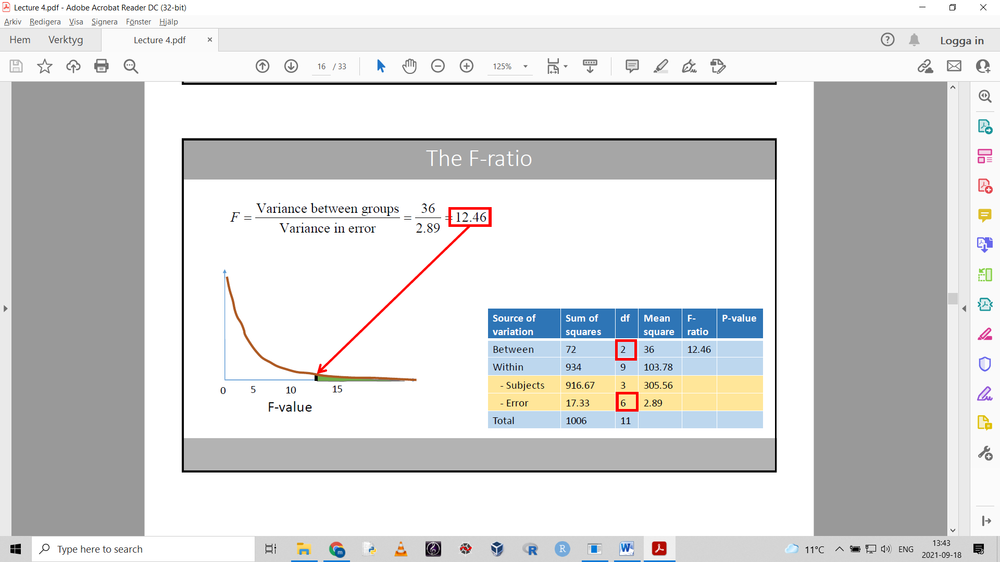 Lecture 4.pdf - Adobe Acrobat Reader DC (32-bit)
Arkiv Redigera Visa Signera Fönster Hjälp
Hem Verktyg Lecture 4.pdf × ? Logga in
16 / 33 125%
The F-ratio
F = Variance between groups / Variance in error = 36 / 2.89 = 12.46
0 5 10 15
F-value
Source of variation Sum of squares df Mean square F-ratio P-value
Between 72 2 36 12.46
Within 934 9 103.78
- Subjects 916.67 3 305.56
- Error 17.33 6 2.89
Total 1006 11
Type here to search
11°C ENG 13:43
2021-09-18